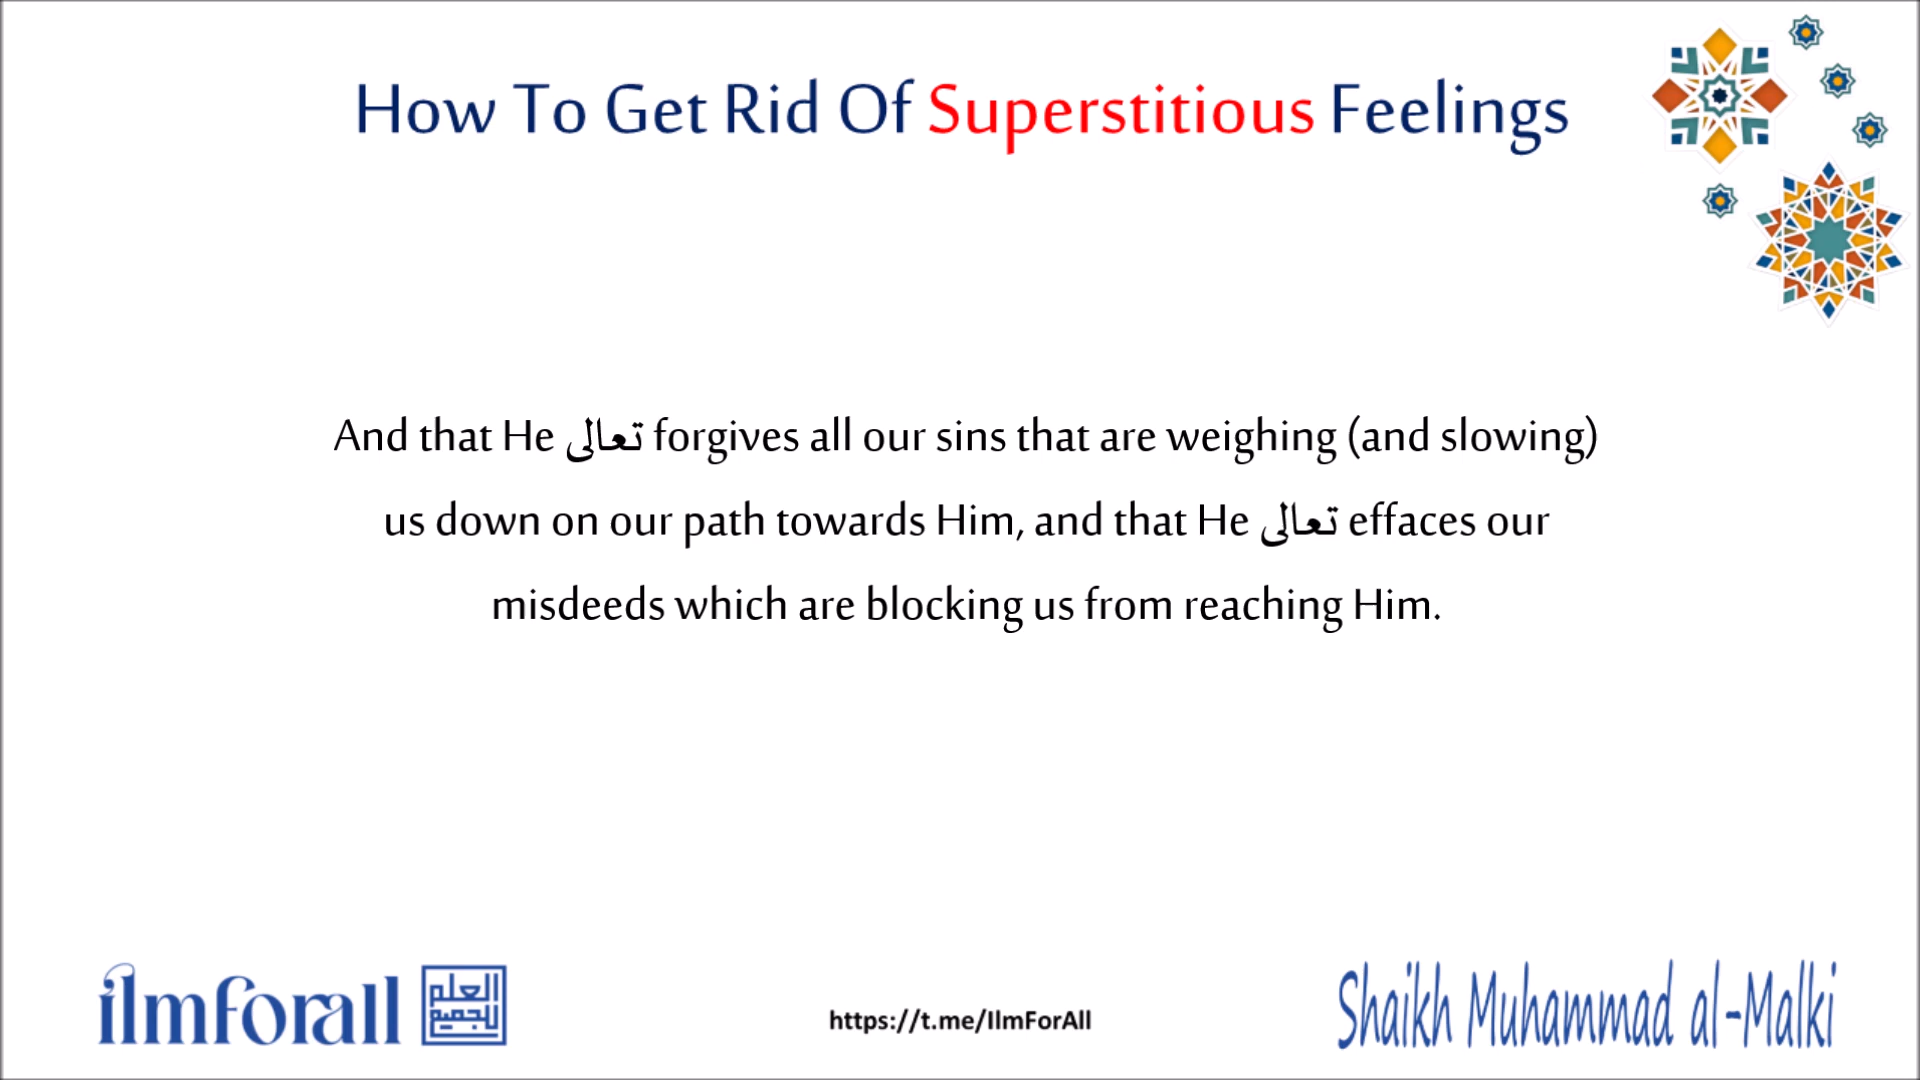 How To Get Rid Of Superstitious Feelings
And that He تعالى forgives all our sins that are weighing (and slowing)
us down on our path towards Him, and that He تعالى effaces our
misdeeds which are blocking us from reaching Him.
ilmforall
العلم
للجميع
https://t.me/IlmForAll
Shaikh Muhammad al-Malki